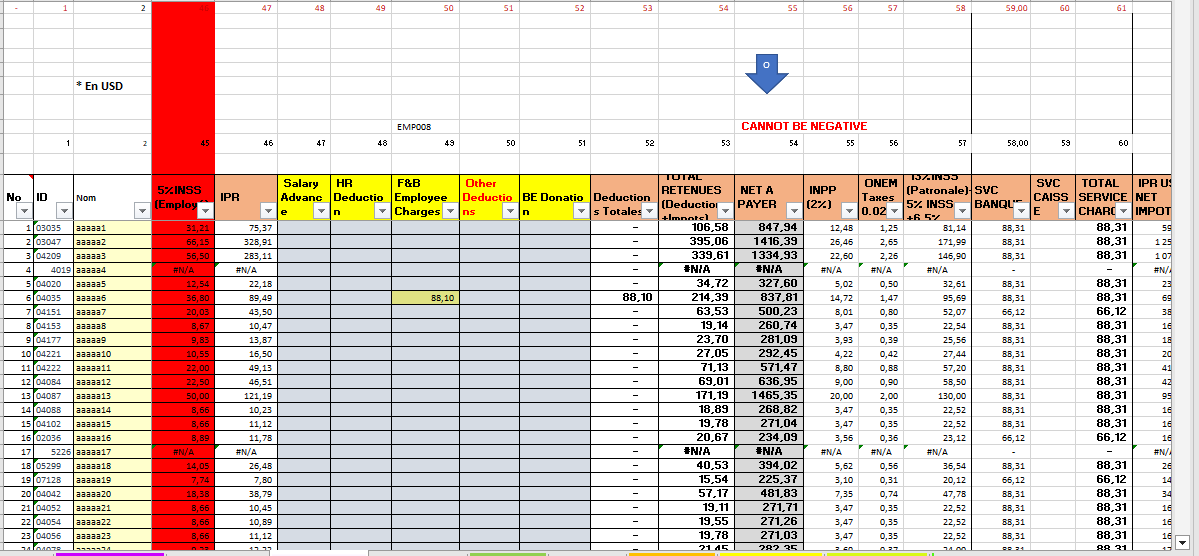 - 1 2 46 47 48 49 50 51 52 53 54 55 56 57 58 59,00 60 61
O
* En USD
EMP008 CANNOT BE NEGATIVE
1 2 45 46 47 48 49 50 51 52 53 54 55 56 57 58,00 59 60
No ID Nom 5%INSS (Employ IPR Salary Advance HR Deduction F&B Employee Charges Other Deductions BE Donation Deductions Totales TOTAL RETENUES (Deduction +Impots) NET A PAYER INPP (2%) ONEM Taxes 0.02 13%INSS (Patronale)- 5% INSS +6.5% SVC BANQU SVC CAISSE TOTAL SERVICE CHARG IPR US NET IMPOT
1 03035 aaaaa1 31,21 75,37 – 106,58 847,94 12,48 1,25 81,14 88,31 88,31 59
2 03047 aaaaa2 66,15 328,91 – 395,06 1416,39 26,46 2,65 171,99 88,31 88,31 1 25
3 04209 aaaaa3 56,50 283,11 – 339,61 1334,93 22,60 2,26 146,90 88,31 88,31 1 07
4 4019 aaaaa4 #N/A #N/A – #N/A #N/A #N/A #N/A #N/A - – #N/
5 04020 aaaaa5 12,54 22,18 – 34,72 327,60 5,02 0,50 32,61 88,31 88,31 23
6 04035 aaaaa6 36,80 89,49 88,10 88,10 214,39 837,81 14,72 1,47 95,69 88,31 88,31 69
7 04151 aaaaa7 20,03 43,50 – 63,53 500,23 8,01 0,80 52,07 66,12 66,12 38
8 04153 aaaaa8 8,67 10,47 – 19,14 260,74 3,47 0,35 22,54 88,31 88,31 16
9 04177 aaaaa9 9,83 13,87 – 23,70 281,09 3,93 0,39 25,56 88,31 88,31 18
10 04221 aaaaa10 10,55 16,50 – 27,05 292,45 4,22 0,42 27,44 88,31 88,31 20
11 04222 aaaaa11 22,00 49,13 – 71,13 571,47 8,80 0,88 57,20 88,31 88,31 41
12 04084 aaaaa12 22,50 46,51 – 69,01 636,95 9,00 0,90 58,50 88,31 88,31 42
13 04087 aaaaa13 50,00 121,19 – 171,19 1465,35 20,00 2,00 130,00 88,31 88,31 95
14 04088 aaaaa14 8,66 10,23 – 18,89 268,82 3,47 0,35 22,52 88,31 88,31 16
15 04102 aaaaa15 8,66 11,12 – 19,78 271,04 3,47 0,35 22,52 88,31 88,31 16
16 02036 aaaaa16 8,89 11,78 – 20,67 234,09 3,56 0,36 23,12 66,12 66,12 16
17 5226 aaaaa17 #N/A #N/A – #N/A #N/A #N/A #N/A #N/A - – #N/
18 05299 aaaaa18 14,05 26,48 – 40,53 394,02 5,62 0,56 36,54 88,31 88,31 26
19 07128 aaaaa19 7,74 7,80 – 15,54 225,37 3,10 0,31 20,12 66,12 66,12 14
20 04042 aaaaa20 18,38 38,79 – 57,17 481,83 7,35 0,74 47,78 88,31 88,31 34
21 04052 aaaaa21 8,66 10,45 – 19,11 271,71 3,47 0,35 22,52 88,31 88,31 16
22 04054 aaaaa22 8,66 10,89 – 19,55 271,26 3,47 0,35 22,52 88,31 88,31 16
23 04056 aaaaa23 8,66 11,12 – 19,78 271,03 3,47 0,35 22,52 88,31 88,31 16